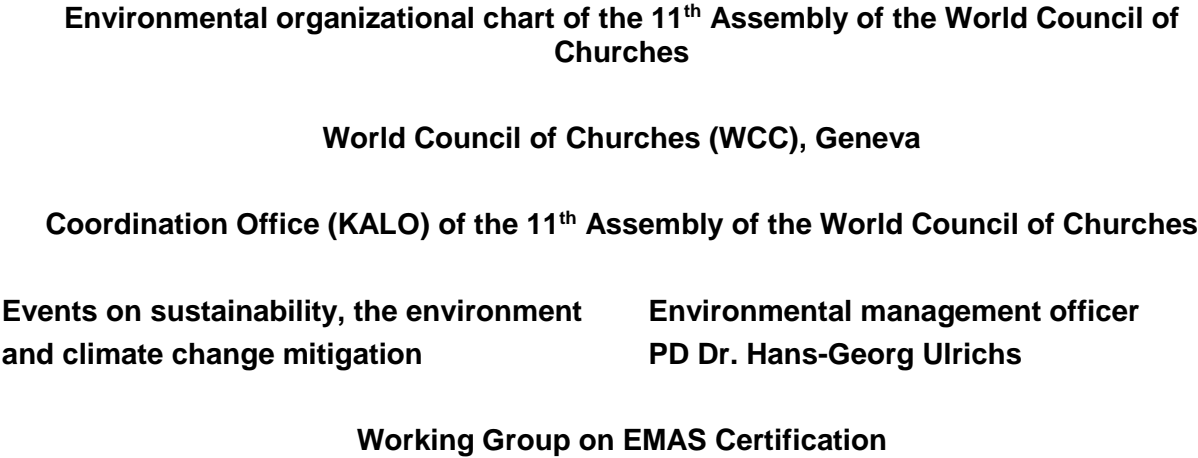 Environmental organizational chart of the 11th Assembly of the World Council of
Churches
World Council of Churches (WCC), Geneva
Coordination Office (KALO) of the 11th Assembly of the World Council of Churches
Events on sustainability, the environment
and climate change mitigation
Environmental management officer
PD Dr. Hans-Georg Ulrichs
Working Group on EMAS Certification